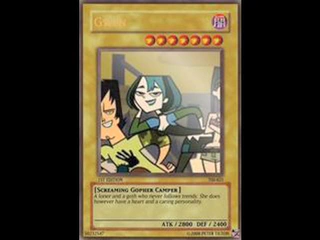 Gwen
1ST EDITION
[SCREAMING GOPHER CAMPER]
A loner and a goth who never follows trendy. She does
however have a heart and a caring personality.
ATK / 2800 DEF / 2400